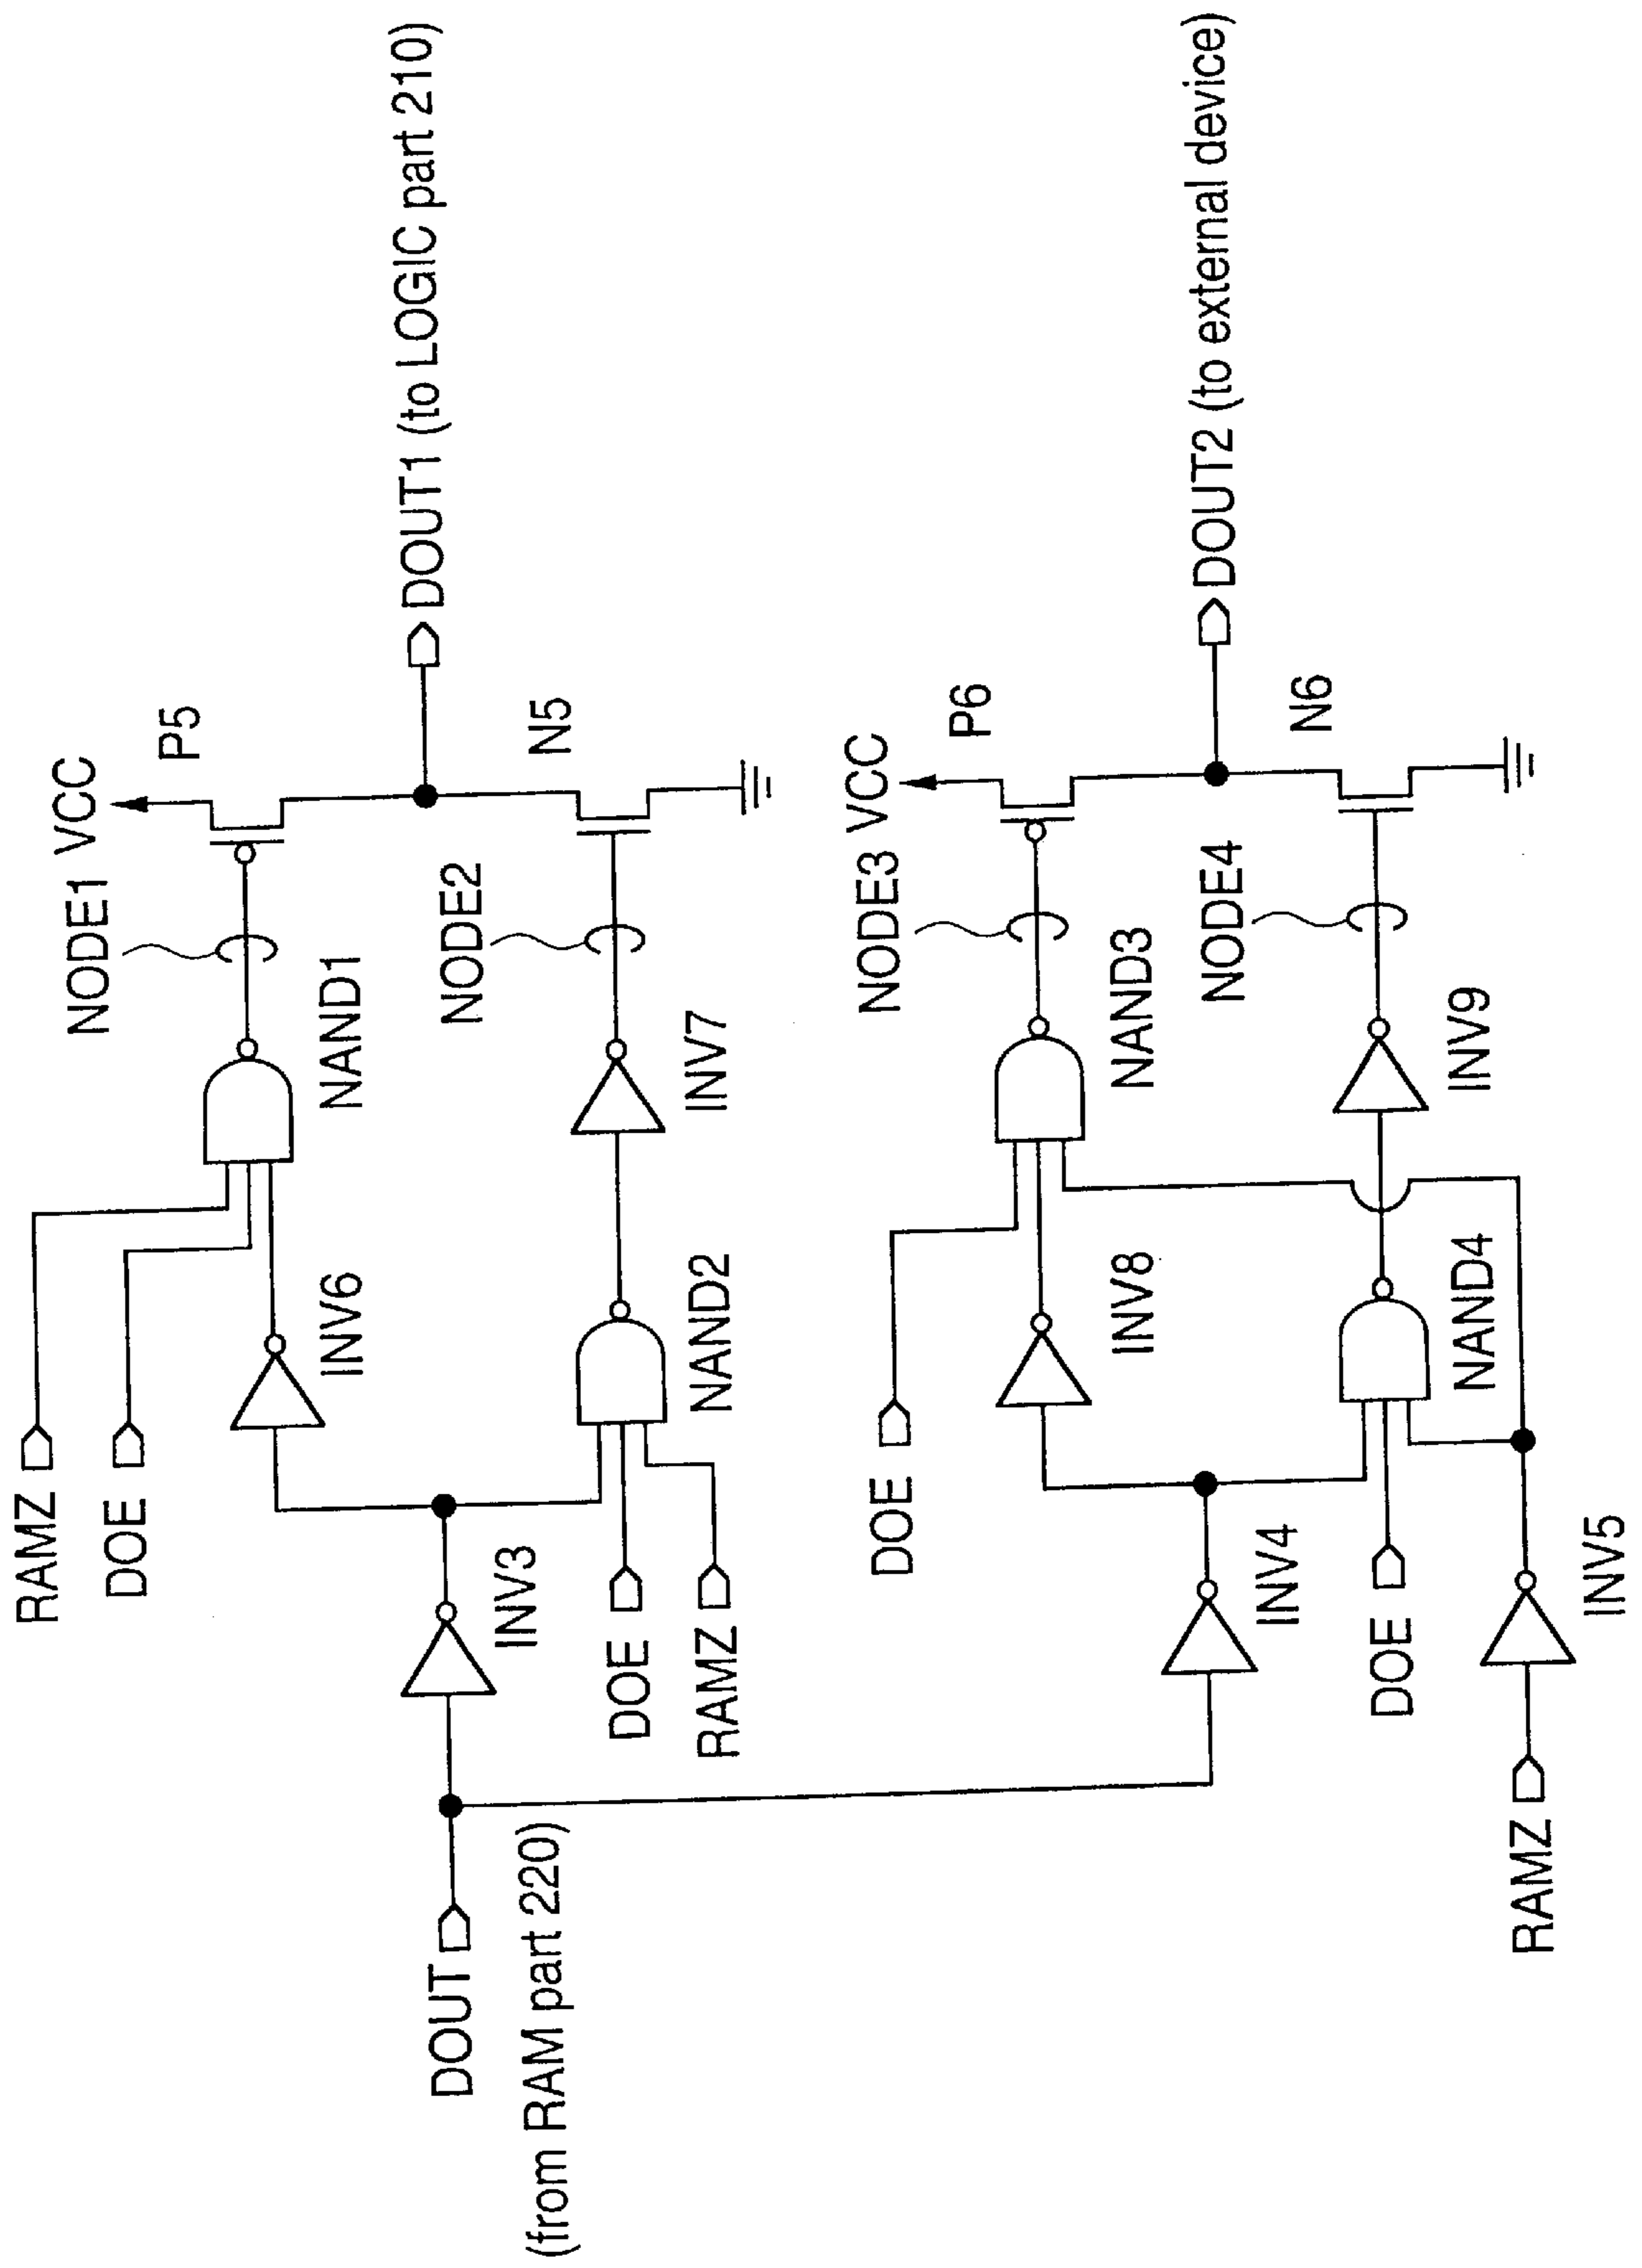 RAMZ
DOE
NODE1
VCC
P5
NAND1
INV6
DOUT1 (to LOGIC part 210)
NODE2
N5
INV7
NAND2
INV3
DOE
RAMZ
DOUT
(from RAM part 220)
NODE3
VCC
P6
DOE
NAND3
INV8
DOUT2 (to external device)
NODE4
N6
INV9
NAND4
INV4
DOE
RAMZ
INV5